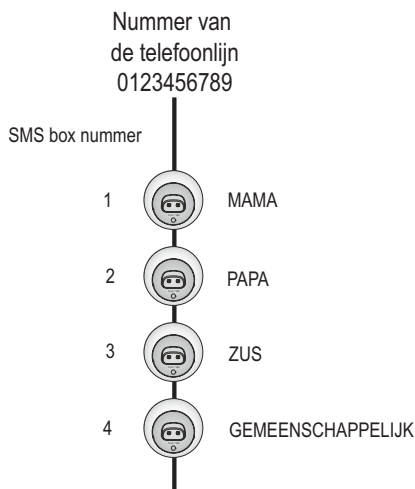 Nummer van
de telefoonlijn
0123456789
SMS box nummer
1 MAMA
2 PAPA
3 ZUS
4 GEMEENSCHAPPELIJK